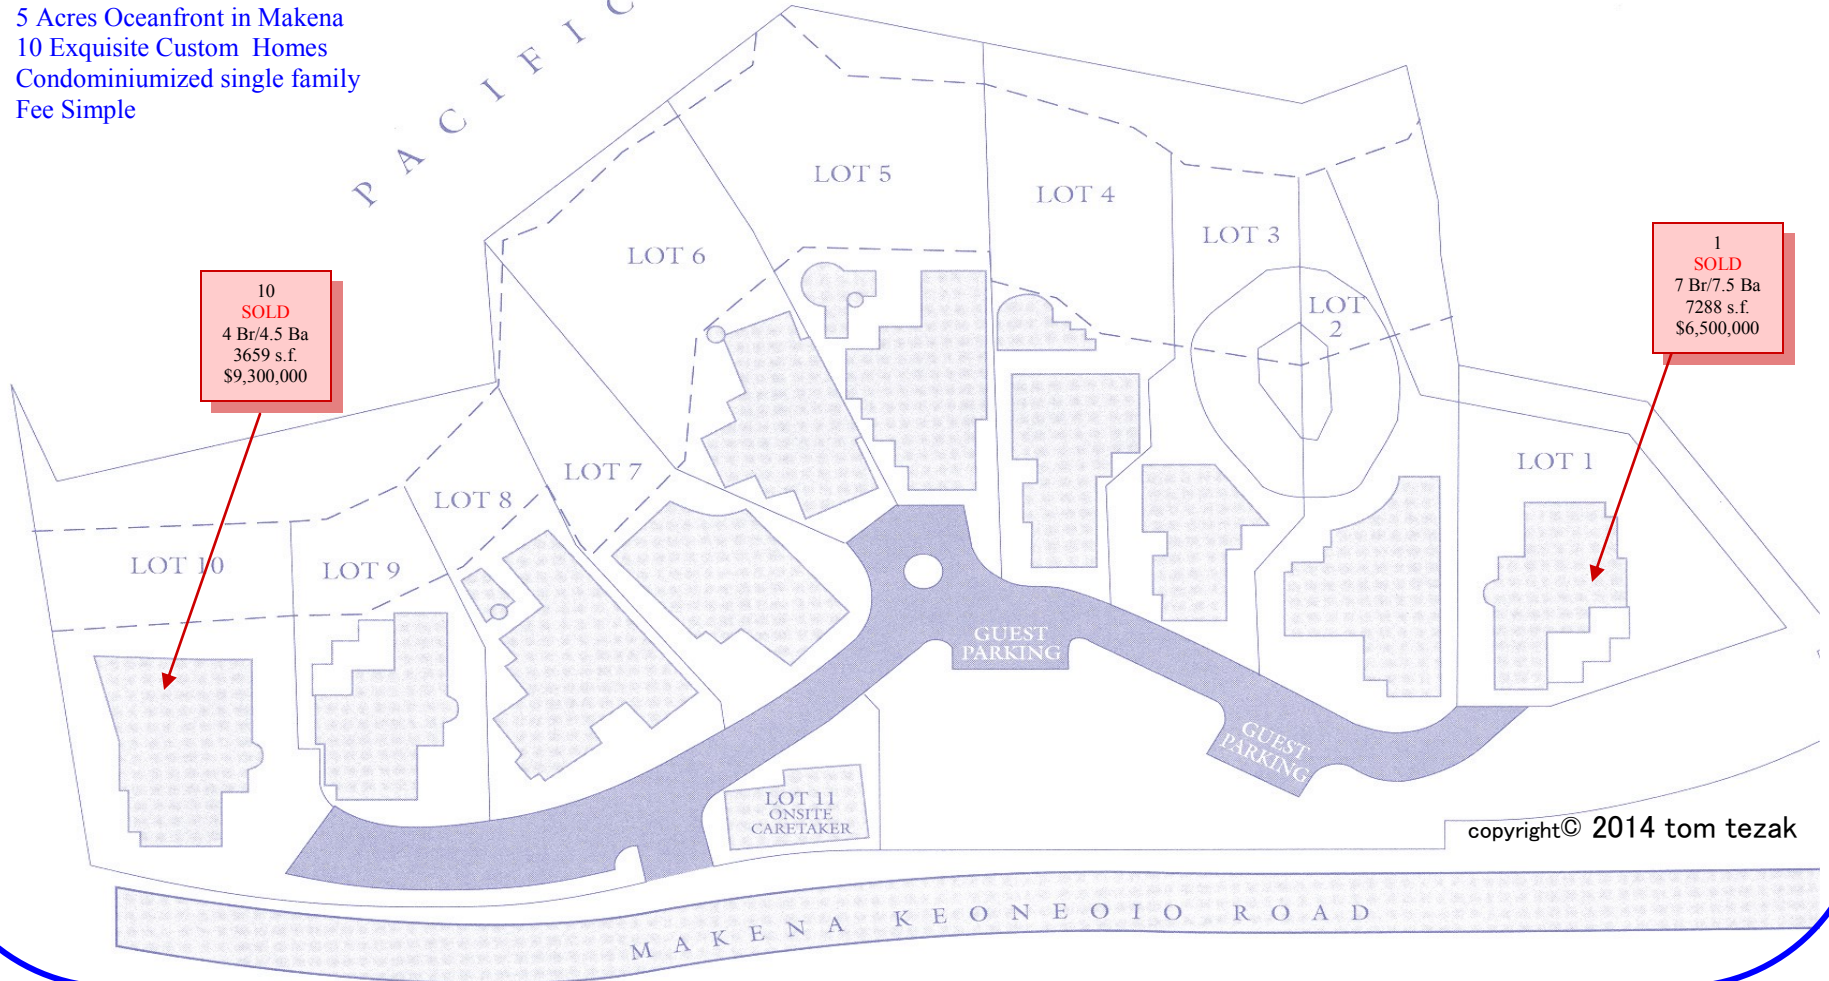 5 Acres Oceanfront in Makena
10 Exquisite Custom Homes
Condominiumized single family
Fee Simple
PACIFIC
LOT 5
LOT 4
LOT 3
LOT 6
LOT
2
10
SOLD
4 Br/4.5 Ba
3659 s.f.
$9,300,000
1
SOLD
7 Br/7.5 Ba
7288 s.f.
$6,500,000
LOT 7
LOT 8
LOT 1
LOT 10
LOT 9
GUEST
PARKING
GUEST
PARKING
LOT 11
ONSITE
CARETAKER
copyright© 2014 tom tezak
MAKENA KEONEOIO ROAD